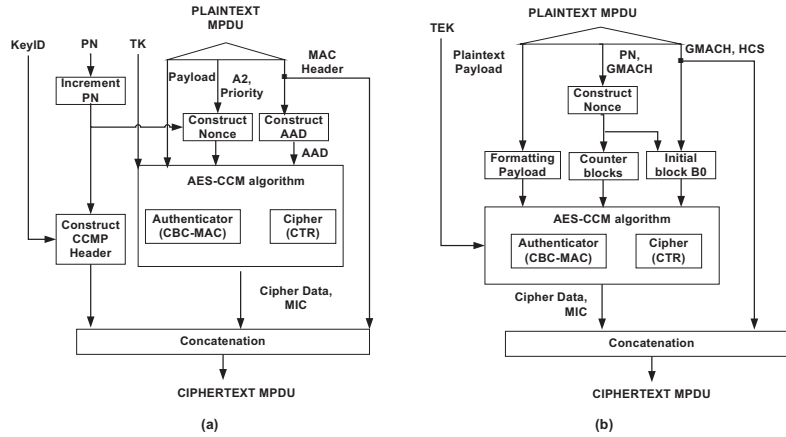 PLAINTEXT
MPDU
KeyID
PN
TK
MAC
Header
Payload
A2,
Priority
Increment
PN
Construct
Nonce
Construct
AAD
AAD
AES-CCM algorithm
Authenticator
(CBC-MAC)
Cipher
(CTR)
Construct
CCMP
Header
Cipher Data,
MIC
Concatenation
CIPHERTEXT MPDU
(a)
PLAINTEXT MPDU
TEK
Plaintext
Payload
PN,
GMACH
GMACH, HCS
Construct
Nonce
Formatting
Payload
Counter
blocks
Initial
block B0
AES-CCM algorithm
Authenticator
(CBC-MAC)
Cipher
(CTR)
Cipher Data,
MIC
Concatenation
CIPHERTEXT MPDU
(b)